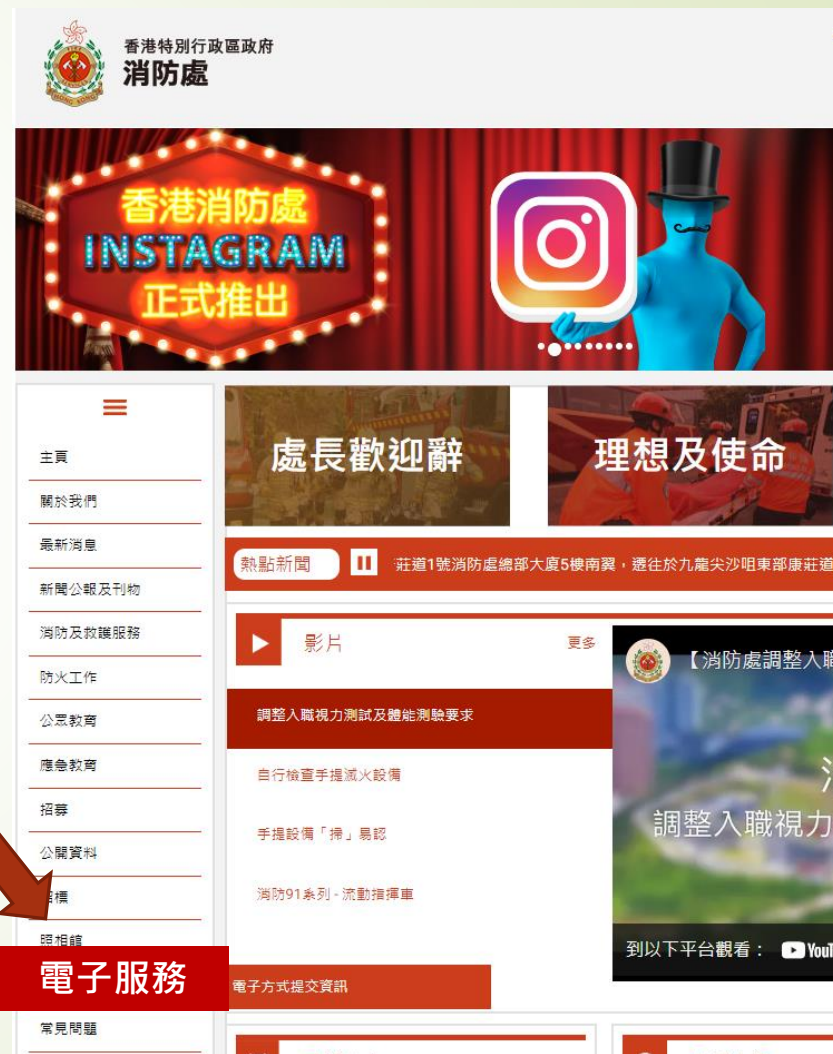 香港特別行政區政府
消防處
香港消防處
INSTAGRAM
正式推出
主頁
關於我們
最新消息
新聞公報及刊物
消防及救護服務
防火工作
公眾教育
應急教育
招募
公開資料
招標
照相館
電子服務
常見問題
處長歡迎辭
理想及使命
熱點新聞
莊道1號消防處總部大廈5樓南翼，遷往於九龍尖沙咀東部康莊道
影片
更多
調整入職視力測試及體能測驗要求
自行檢查手提滅火設備
手提設備「掃」易認
消防91系列 - 流動指揮車
電子方式提交資訊
【消防處調整入職
調整入職視力
到以下平台觀看：